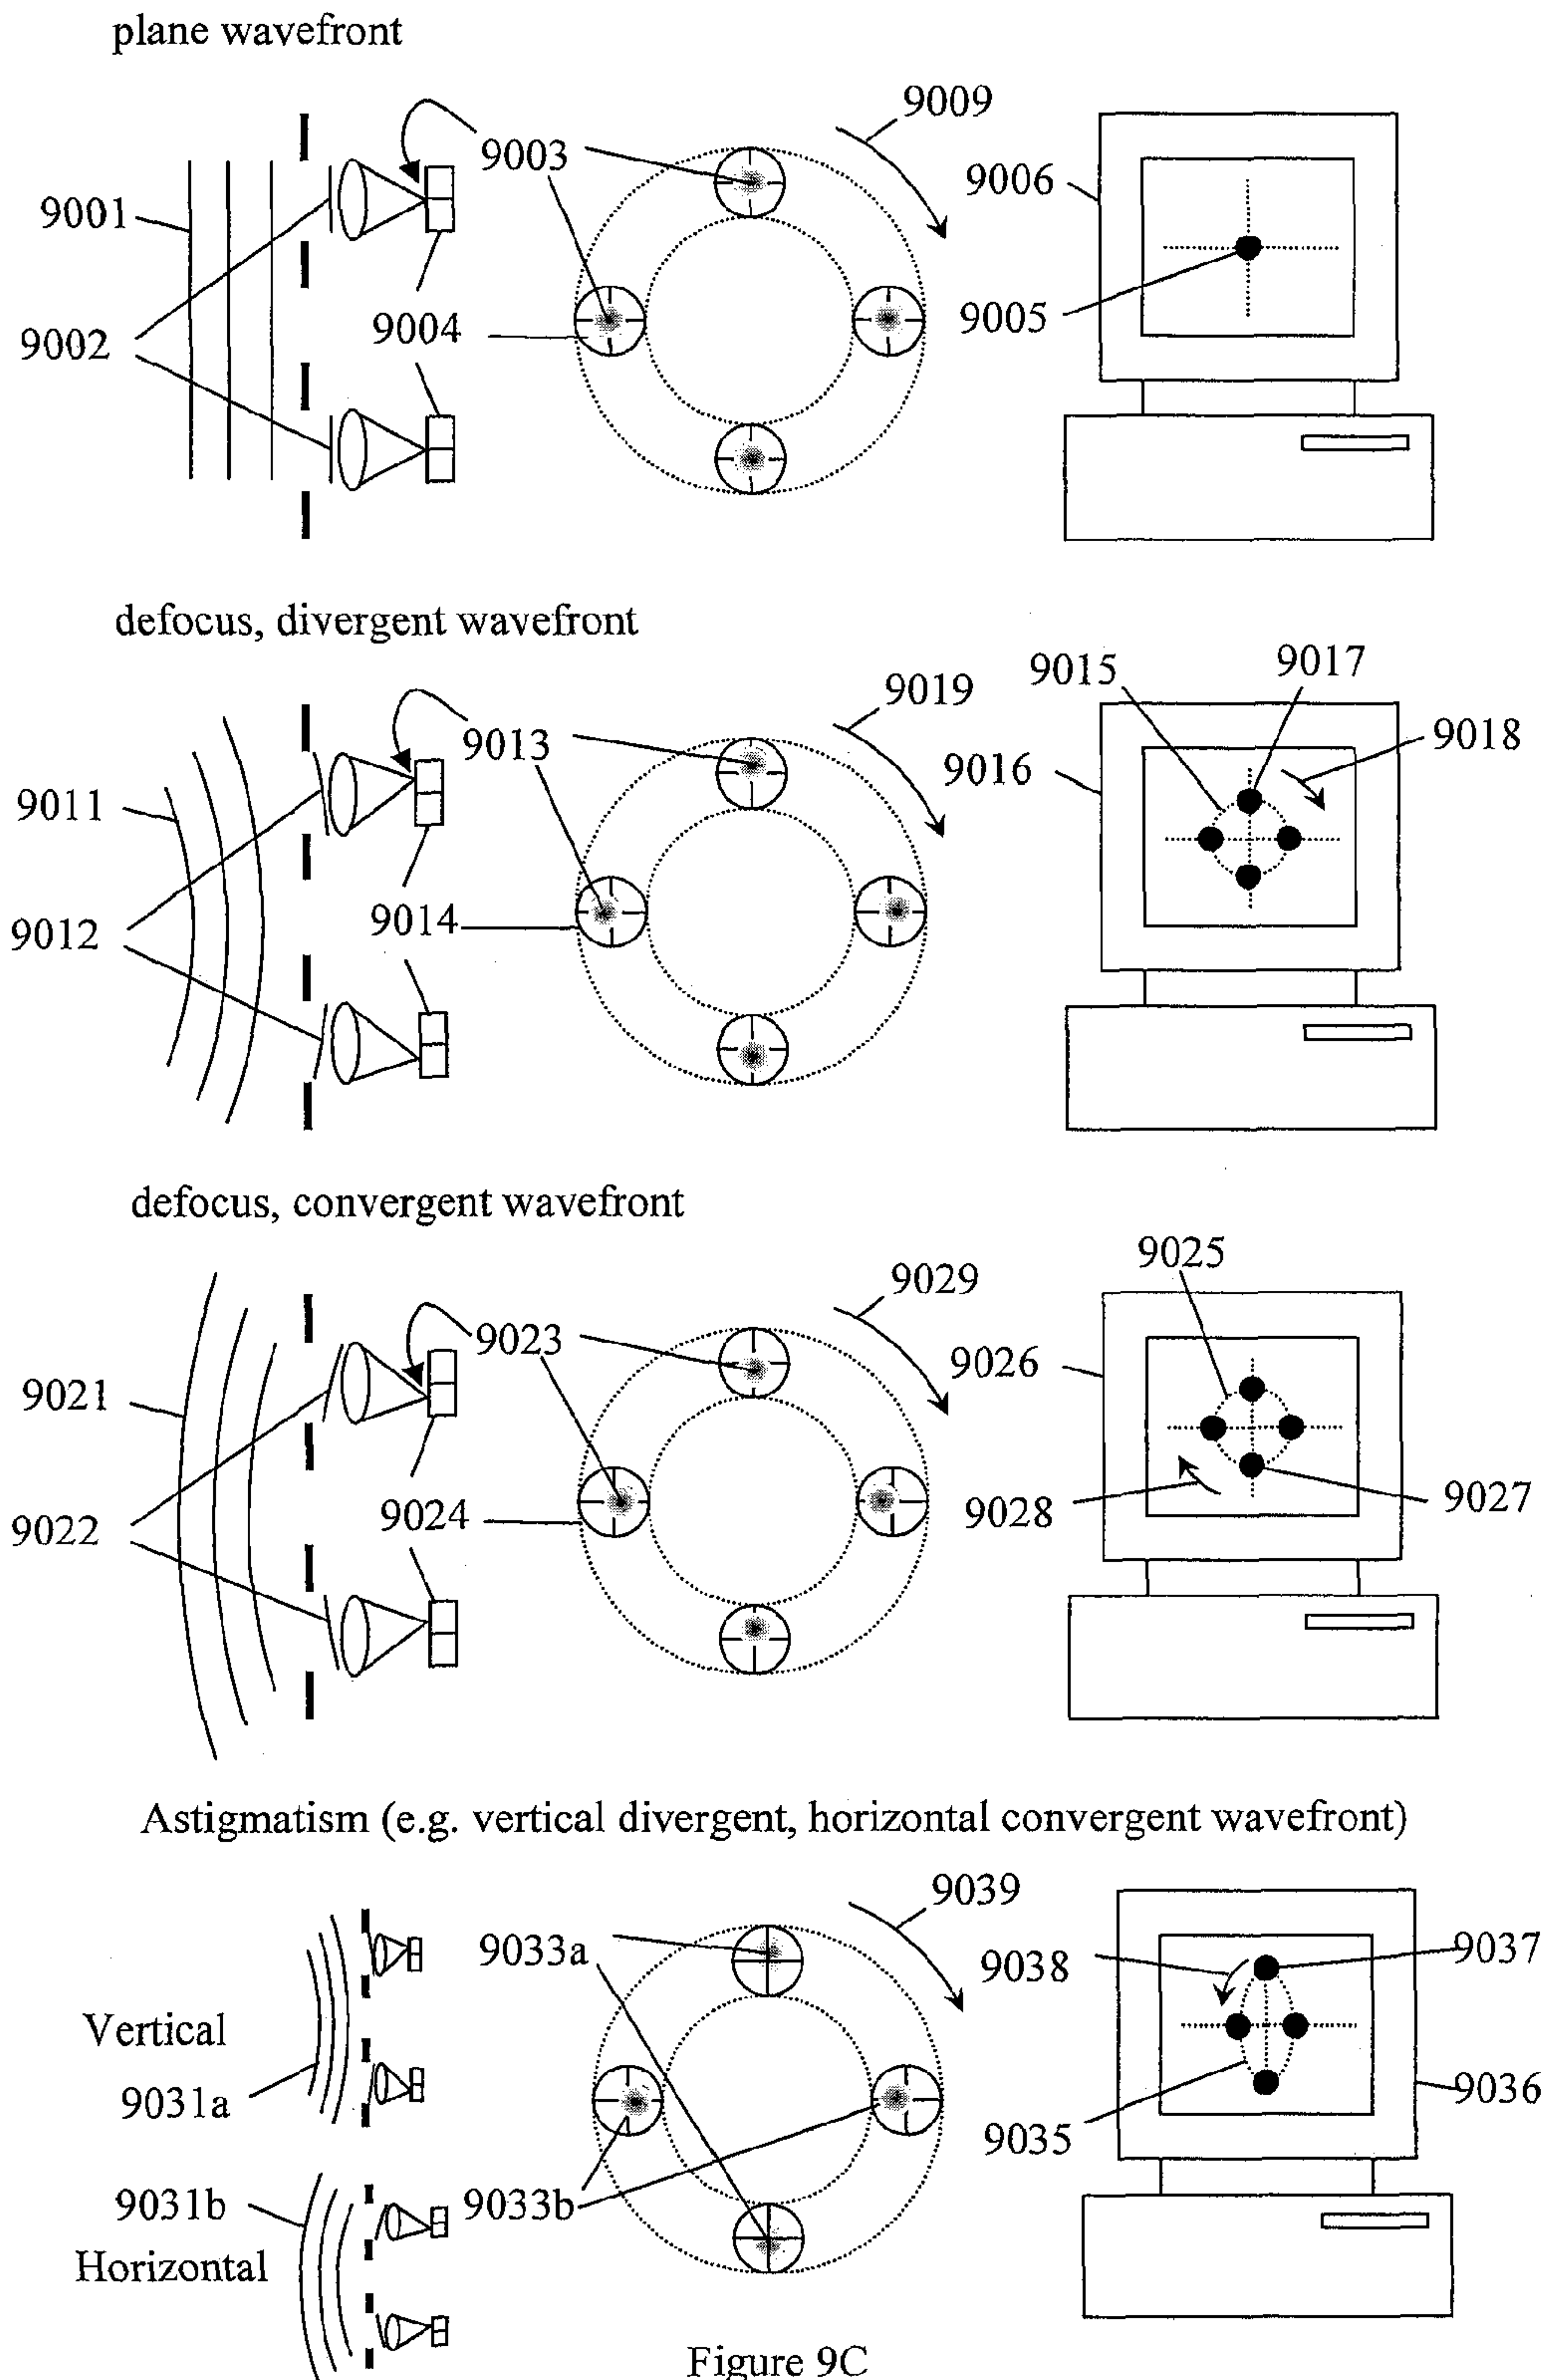 plane wavefront
9009
9003
9006
9001
9005
9004
9002
defocus, divergent wavefront
9015
9017
9019
9018
9013
9016
9011
9014
9012
defocus, convergent wavefront
9025
9029
9023
9026
9021
9027
9028
9024
9022
Astigmatism (e.g. vertical divergent, horizontal convergent wavefront)
9039
9033a
9037
9038
Vertical
9036
9031a
9035
9031b
9033b
Horizontal
Figure 9C